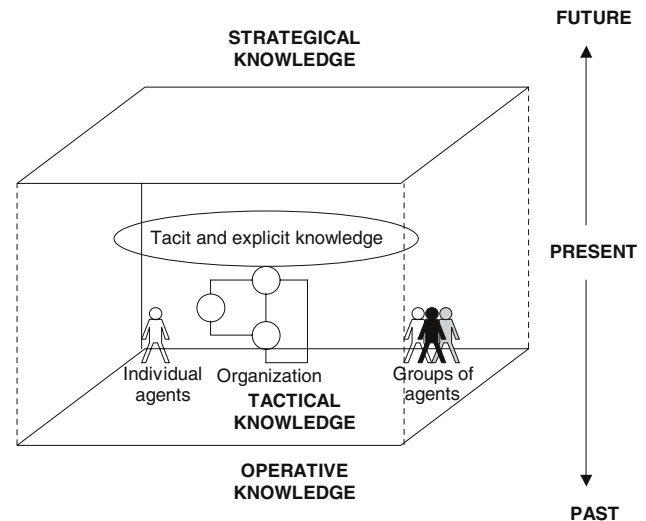 FUTURE
STRATEGICAL
KNOWLEDGE
Tacit and explicit knowledge
PRESENT
Individual
agents
Organization
Groups of
agents
TACTICAL
KNOWLEDGE
OPERATIVE
KNOWLEDGE
PAST